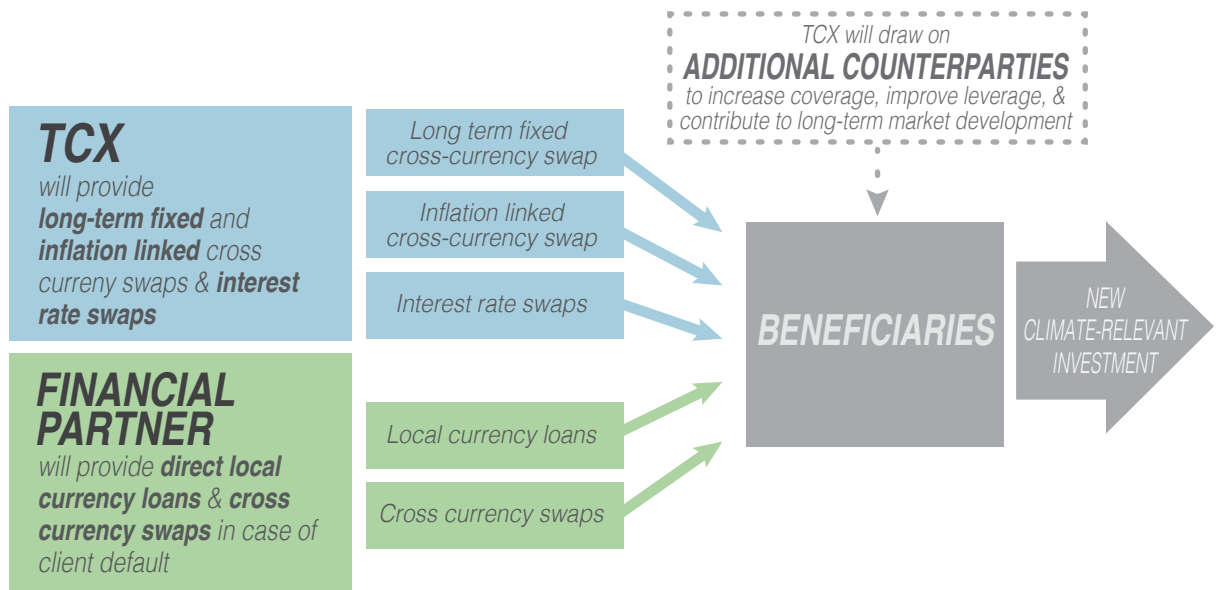 TCX will draw on
ADDITIONAL COUNTERPARTIES
to increase coverage, improve leverage, &
contribute to long-term market development
TCX
will provide
long-term fixed and
inflation linked cross
curreny swaps & interest
rate swaps
Long term fixed
cross-currency swap
Inflation linked
cross-currency swap
Interest rate swaps
FINANCIAL
PARTNER
will provide direct local
currency loans & cross
currency swaps in case of
client default
Local currency loans
Cross currency swaps
BENEFICIARIES
NEW
CLIMATE-RELEVANT
INVESTMENT